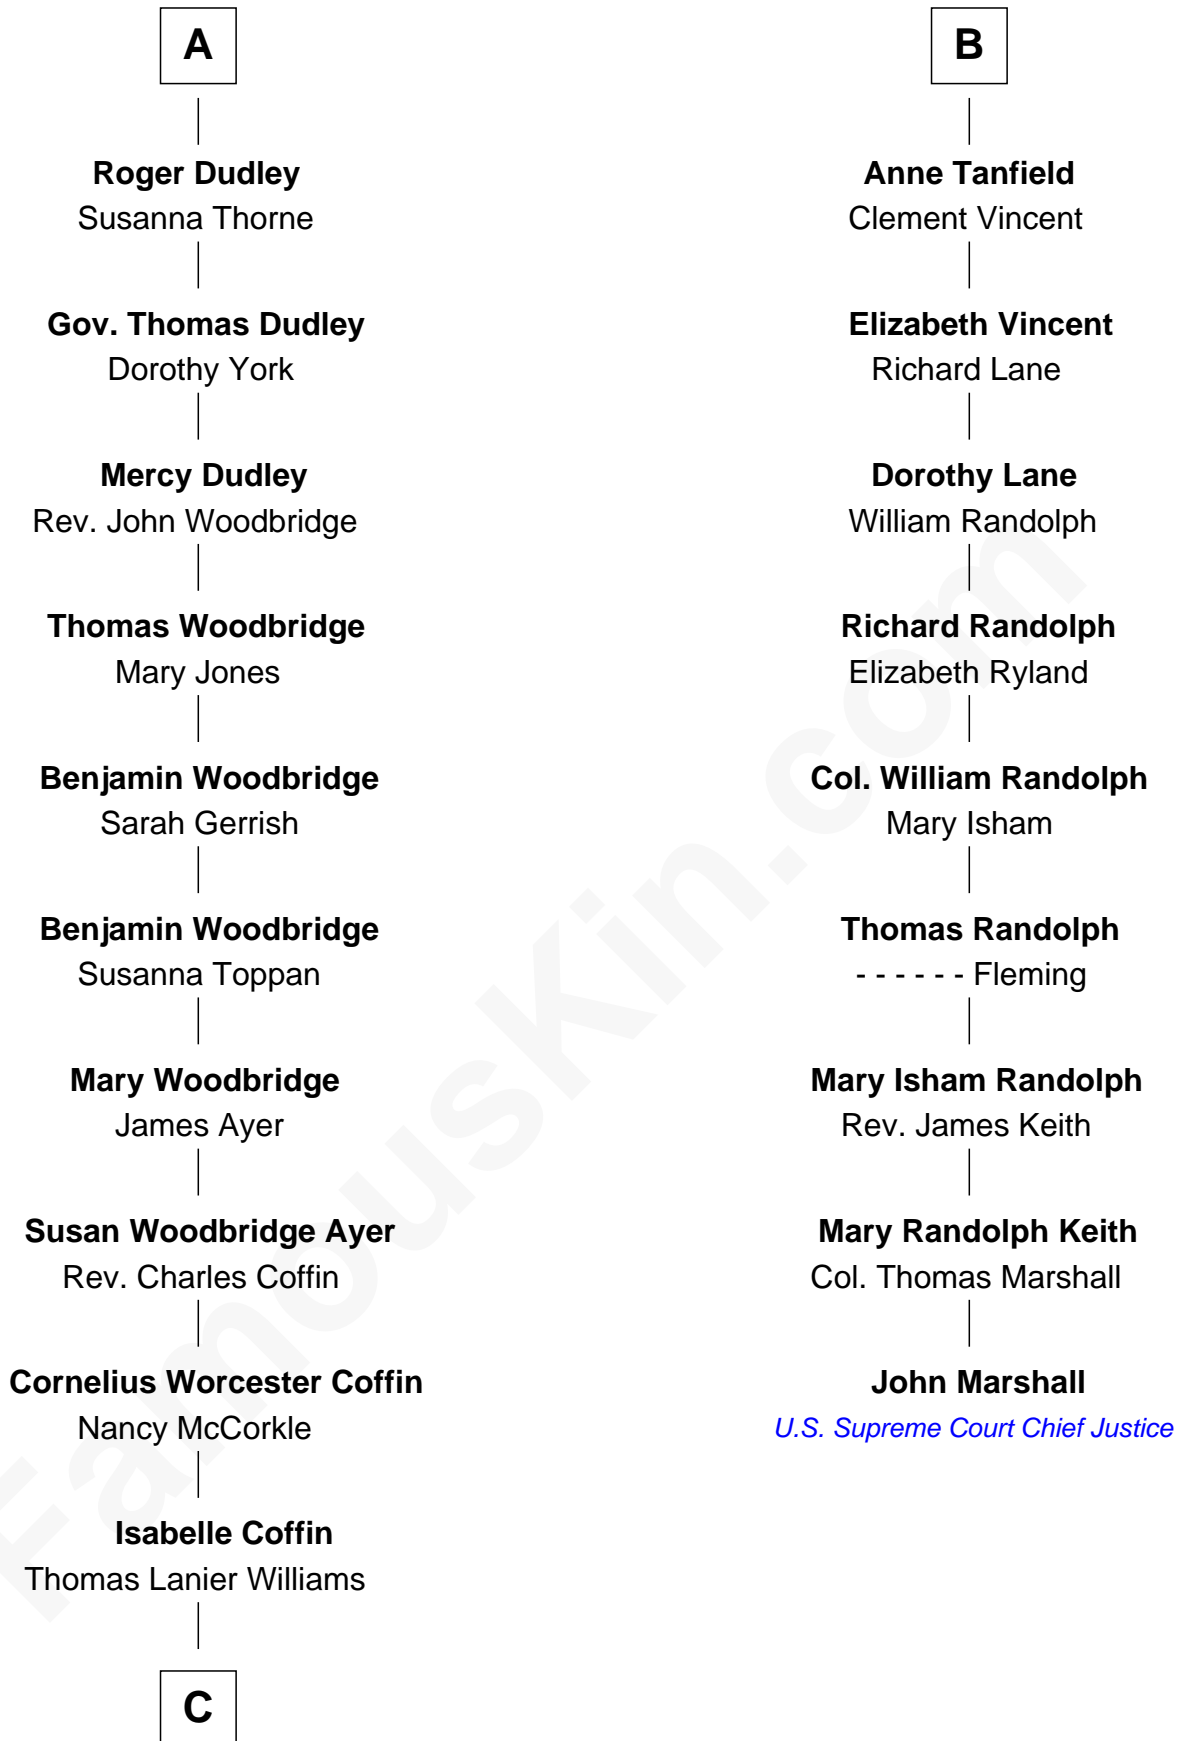 A
Roger Dudley
Susanna Thorne
Gov. Thomas Dudley
Dorothy York
Mercy Dudley
Rev. John Woodbridge
Thomas Woodbridge
Mary Jones
Benjamin Woodbridge
Sarah Gerrish
Benjamin Woodbridge
Susanna Toppan
Mary Woodbridge
James Ayer
Susan Woodbridge Ayer
Rev. Charles Coffin
Cornelius Worcester Coffin
Nancy McCorkle
Isabelle Coffin
Thomas Lanier Williams
C
B
Anne Tanfield
Clement Vincent
Elizabeth Vincent
Richard Lane
Dorothy Lane
William Randolph
Richard Randolph
Elizabeth Ryland
Col. William Randolph
Mary Isham
Thomas Randolph
- - - - - - Fleming
Mary Isham Randolph
Rev. James Keith
Mary Randolph Keith
Col. Thomas Marshall
John Marshall
U.S. Supreme Court Chief Justice
FamousKin.com